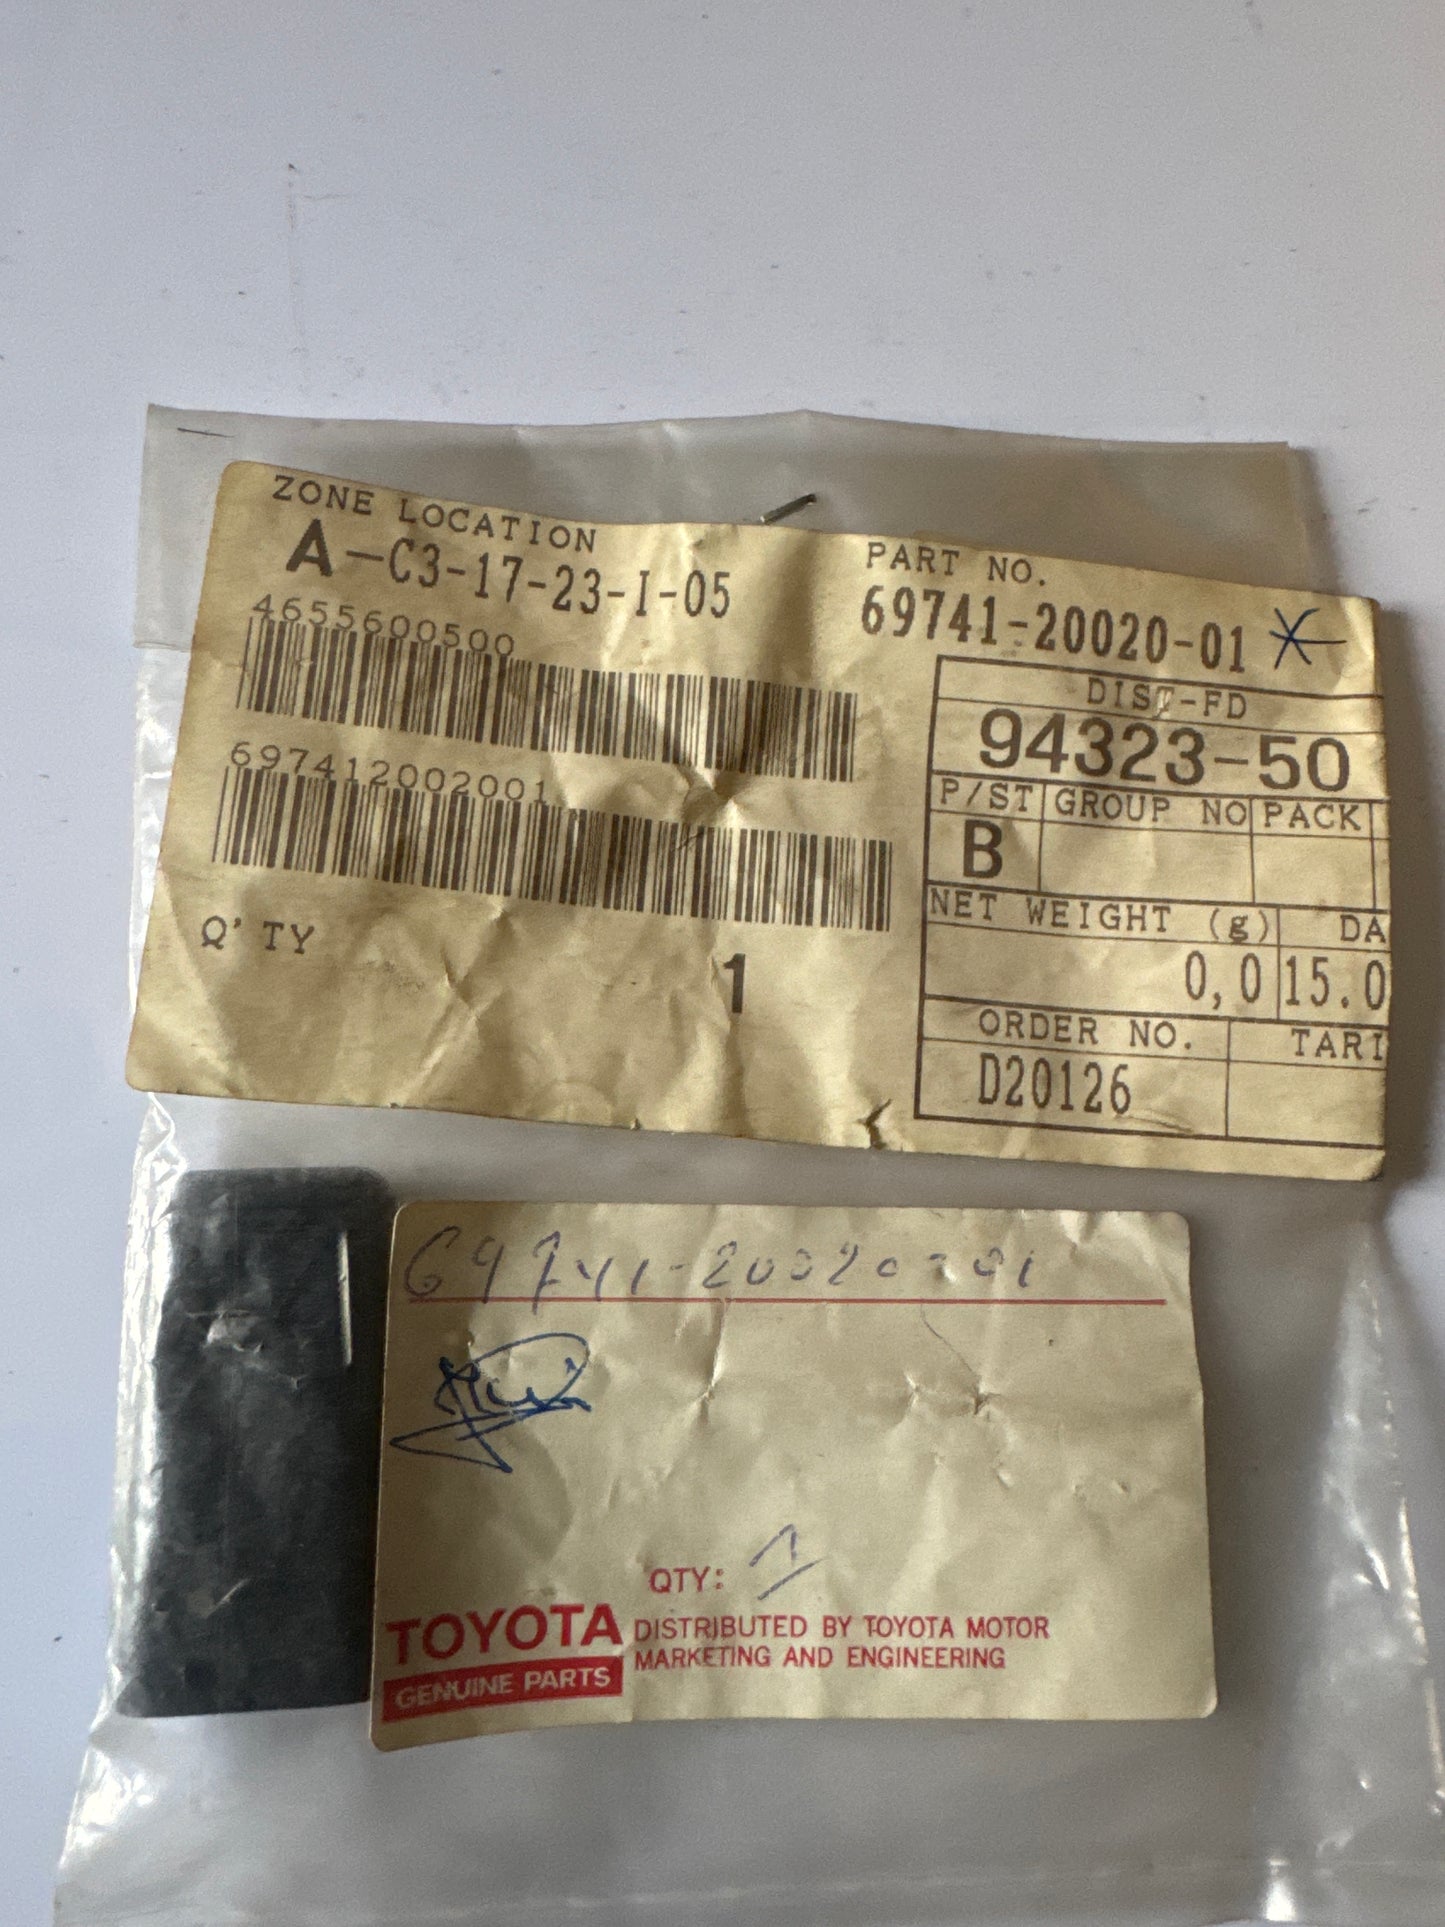 ZONE LOCATION
A-C3-17-23-I-05
4655600500
697412002001
Q'TY
1
PART NO.
69741-20020-01
DIST-FD
94323-50
P/ST GROUP NO PACK
B
NET WEIGHT (g) DA
0,0 15.0
ORDER NO. TARI
D20126
69741-20020-01
QTY: 1
TOYOTA
GENUINE PARTS
DISTRIBUTED BY TOYOTA MOTOR
MARKETING AND ENGINEERING